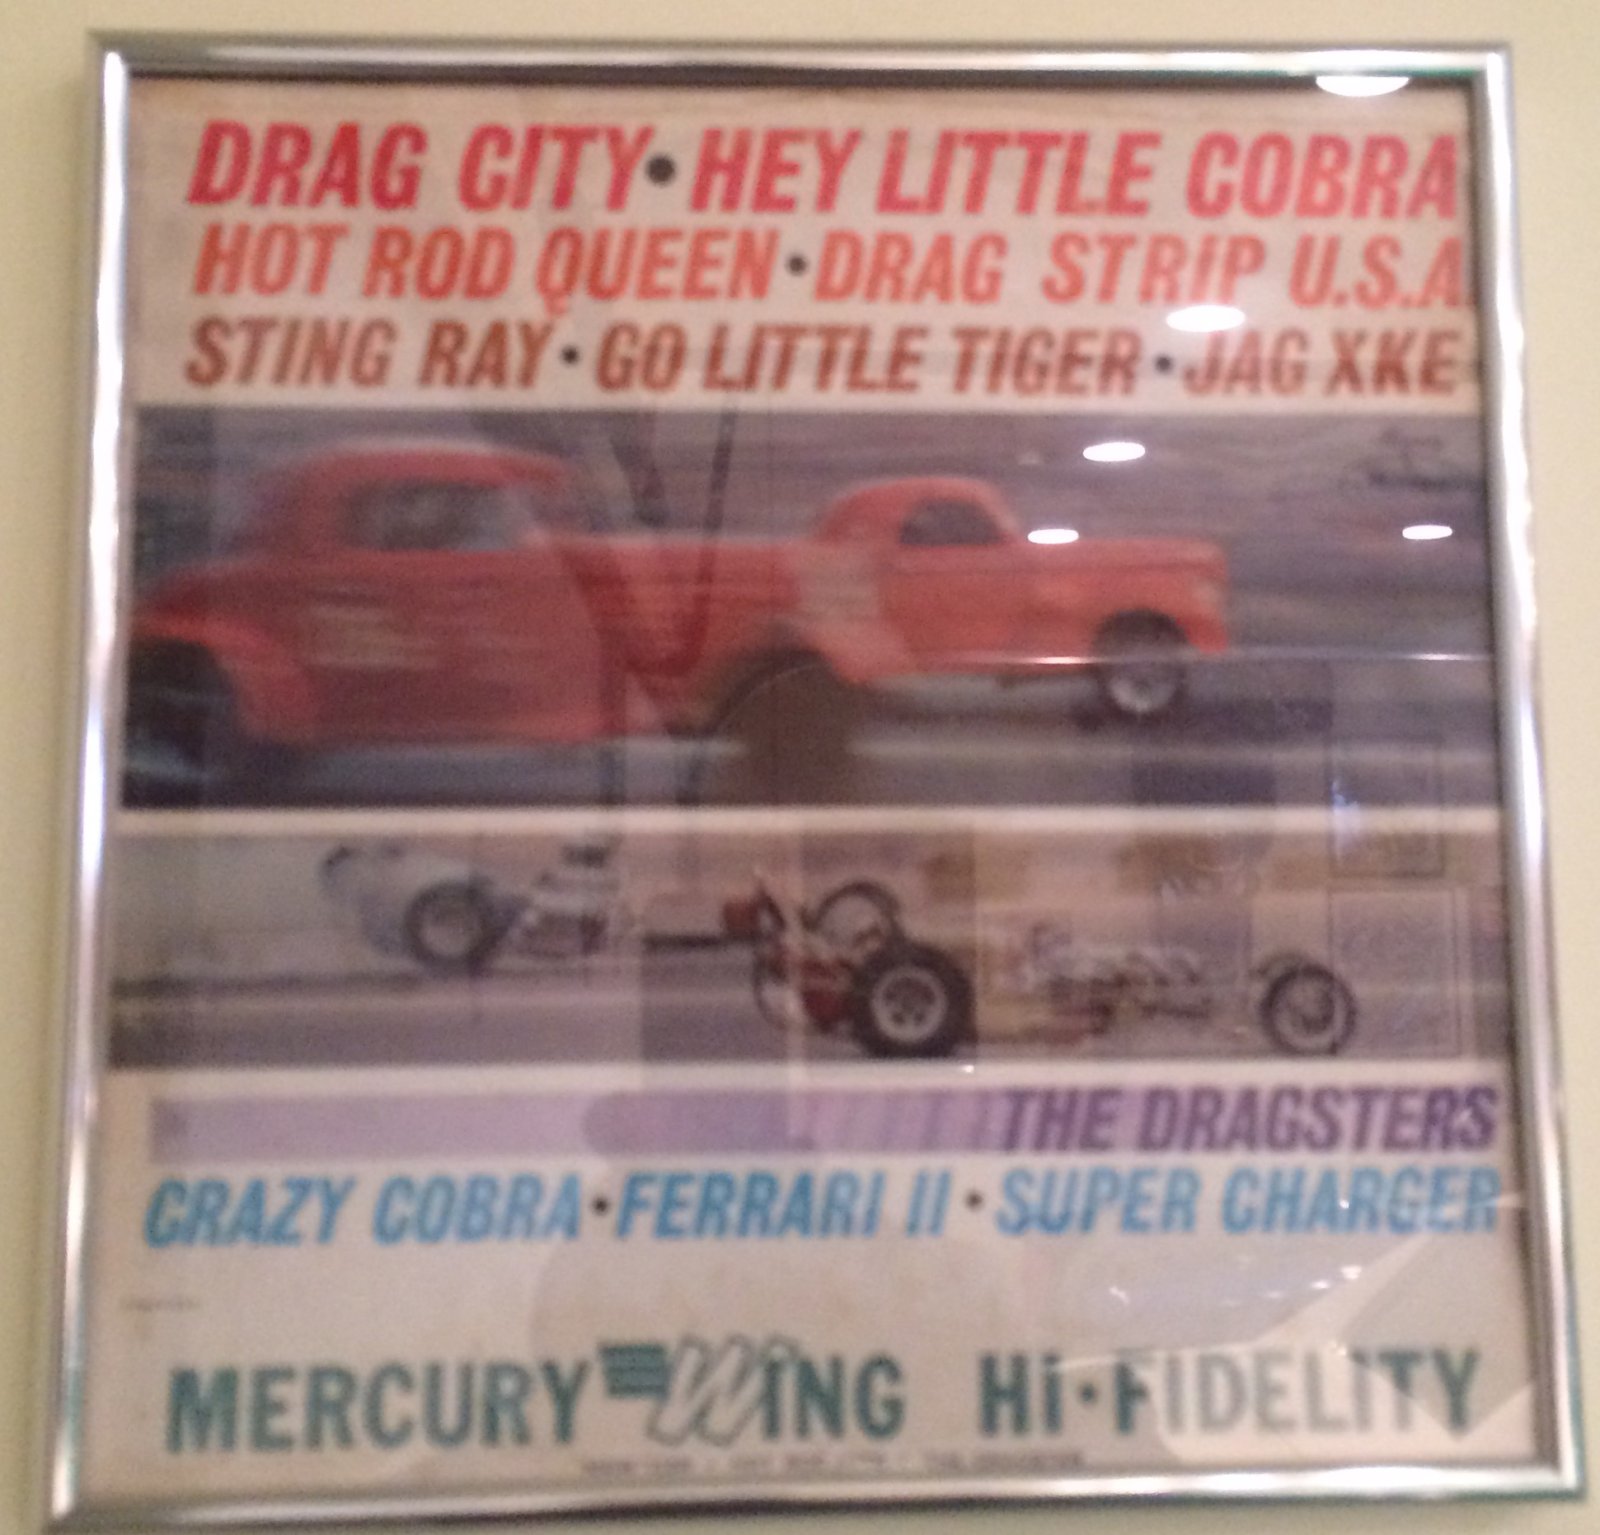 DRAG CITY • HEY LITTLE COBRA
HOT ROD QUEEN • DRAG STRIP U.S.A
STING RAY • GO LITTLE TIGER • JAG XKE
THE DRAGSTERS
CRAZY COBRA • FERRARI II • SUPER CHARGER
MERCURY WING HI•FIDELITY